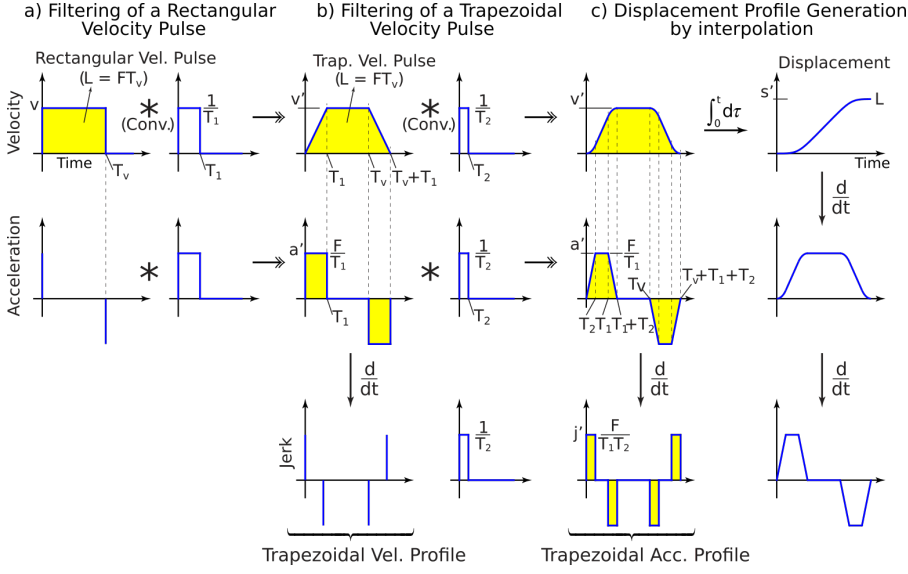 a) Filtering of a Rectangular
Velocity Pulse
b) Filtering of a Trapezoidal
Velocity Pulse
c) Displacement Profile Generation
by interpolation
Rectangular Vel. Pulse
(L = FTᵥ)
Trap. Vel. Pulse
(L = FTᵥ)
Displacement
Velocity
v
*
(Conv.)
1
T₁
Time
Tᵥ
T₁
v’
*
(Conv.)
1
T₂
T₁
Tᵥ
Tᵥ+T₁
T₂
v’
∫₀ᵗdτ
s’
L
Time
d
dt
Acceleration
*
a’
F
T₁
T₁
*
1
T₂
T₂
a’
F
T₁
Tᵥ
Tᵥ+T₁+T₂
T₂
T₁
T₁+T₂
d
dt
d
dt
d
dt
Jerk
1
T₂
j’
F
T₁T₂
Trapezoidal Vel. Profile
Trapezoidal Acc. Profile